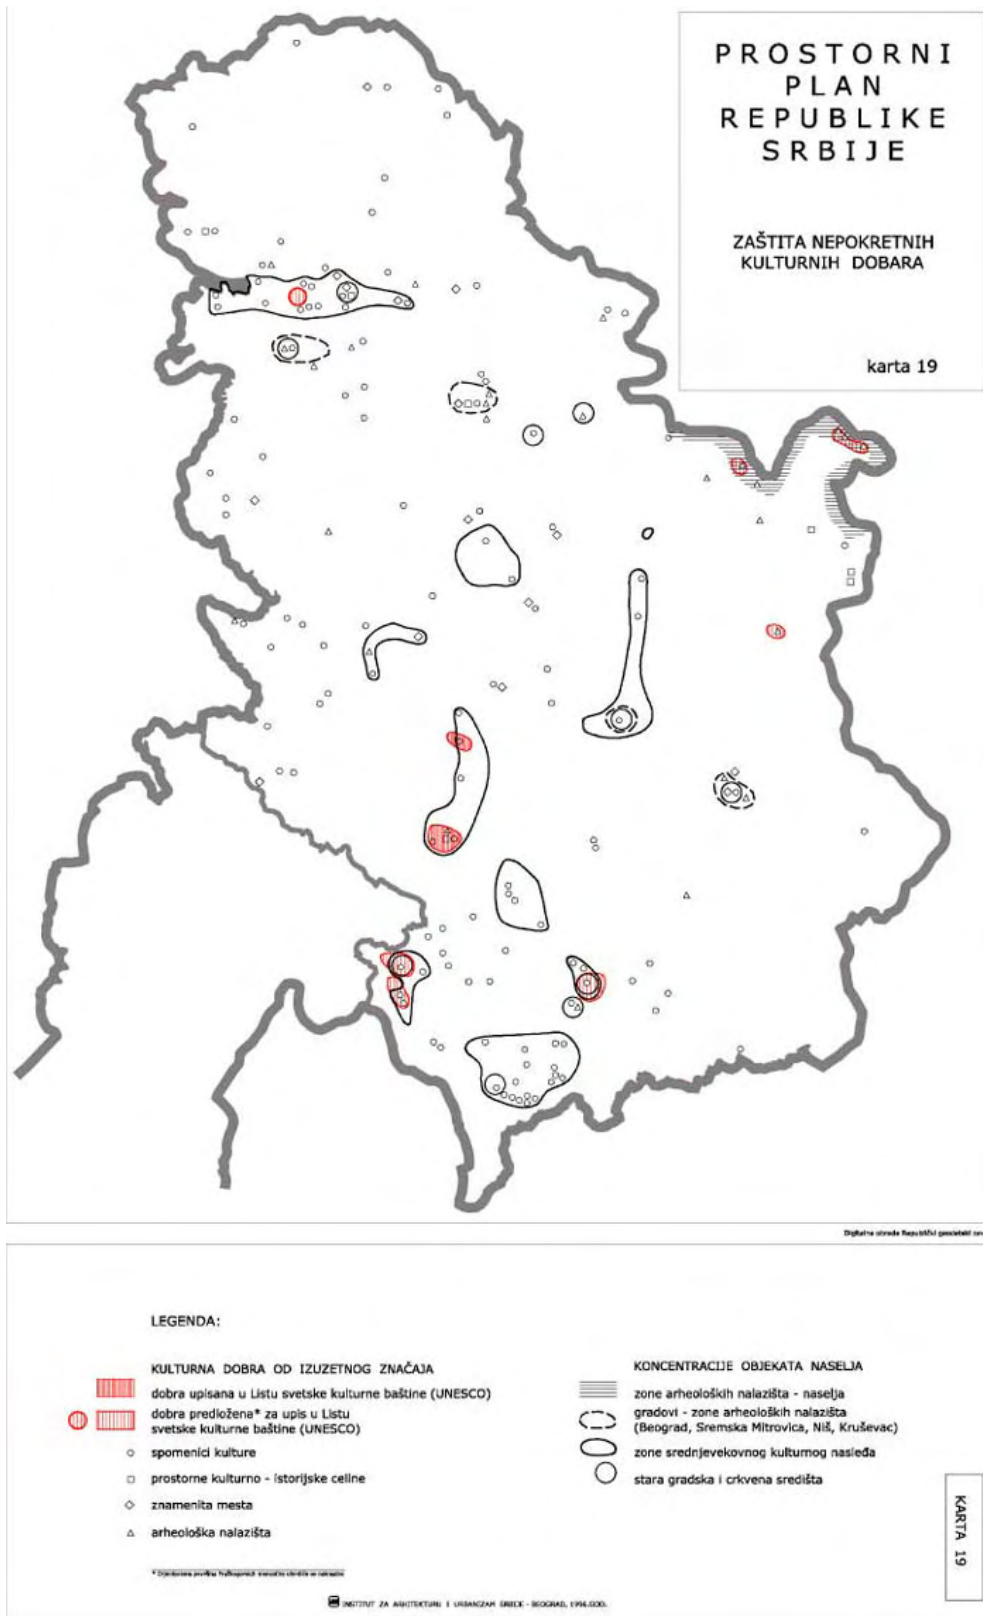 PROSTORNI
PLAN
REPUBLIKE
SRBIJE
ZAŠTITA NEPOKRETNIH
KULTURNIH DOBARA
karta 19
Digitalna obrada Republički geodetski
LEGENDA:
KULTURNA DOBRA OD IZUZETNOG ZNAČAJA
dobra upisana u Listu svetske kulturne baštine (UNESCO)
dobra predložena* za upis u Listu
svetske kulturne baštine (UNESCO)
spomenici kulture
prostorne kulturno - istorijske celine
znamenita mesta
arheološka nalazišta
KONCENTRACIJE OBJEKATA NASELJA
zone arheoloških nalazišta - naselja
gradovi - zone arheoloških nalazišta
(Beograd, Sremska Mitrovica, Niš, Kruševac)
zone srednjevekovnog kulturnog nasleđa
stara gradska i crkvena središta
KARTA 19
INSTITUT ZA ARHITEKTURU I URBANIZAM SRBIJE - BEOGRAD, 1996.GOD.